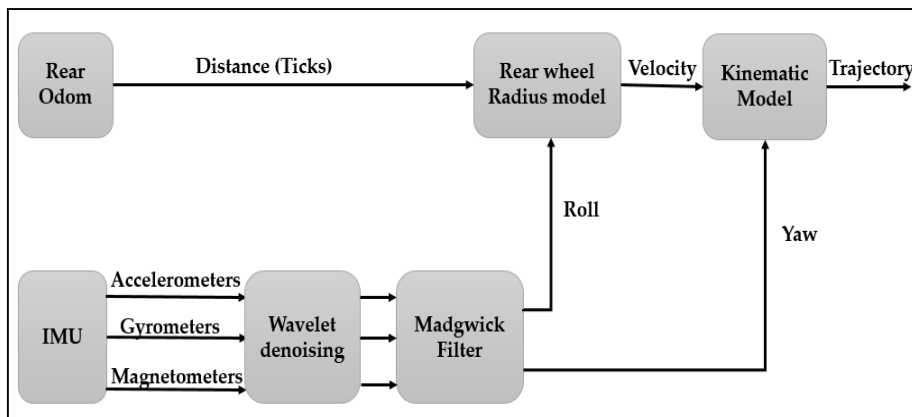 Rear
Odom
Distance (Ticks)
Rear wheel
Radius model
Velocity
Kinematic
Model
Trajectory
Roll
Yaw
IMU
Accelerometers
Gyrometers
Magnetometers
Wavelet
denoising
Madgwick
Filter